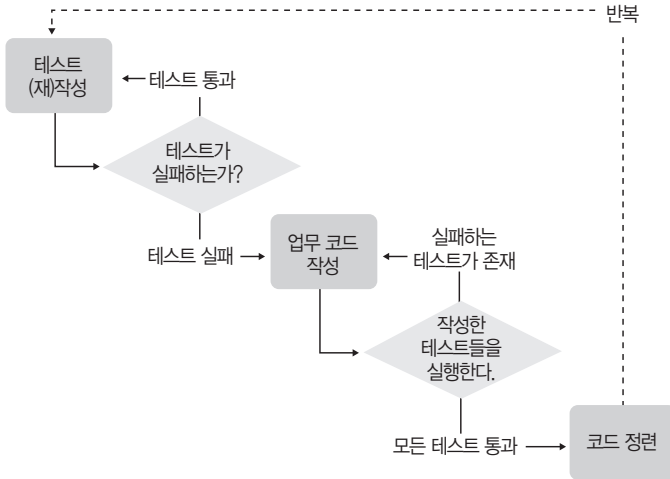 반복
테스트
(재)작성
테스트 통과
테스트가
실패하는가?
테스트 실패
업무 코드
작성
실패하는
테스트가 존재
작성한
테스트들을
실행한다.
모든 테스트 통과
코드 정련